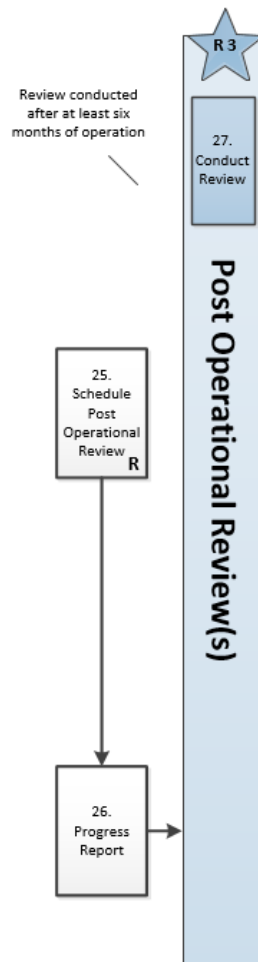 R 3
Review conducted
after at least six
months of operation
27.
Conduct
Review
Post Operational Review(s)
25.
Schedule
Post
Operational
Review
R
26.
Progress
Report